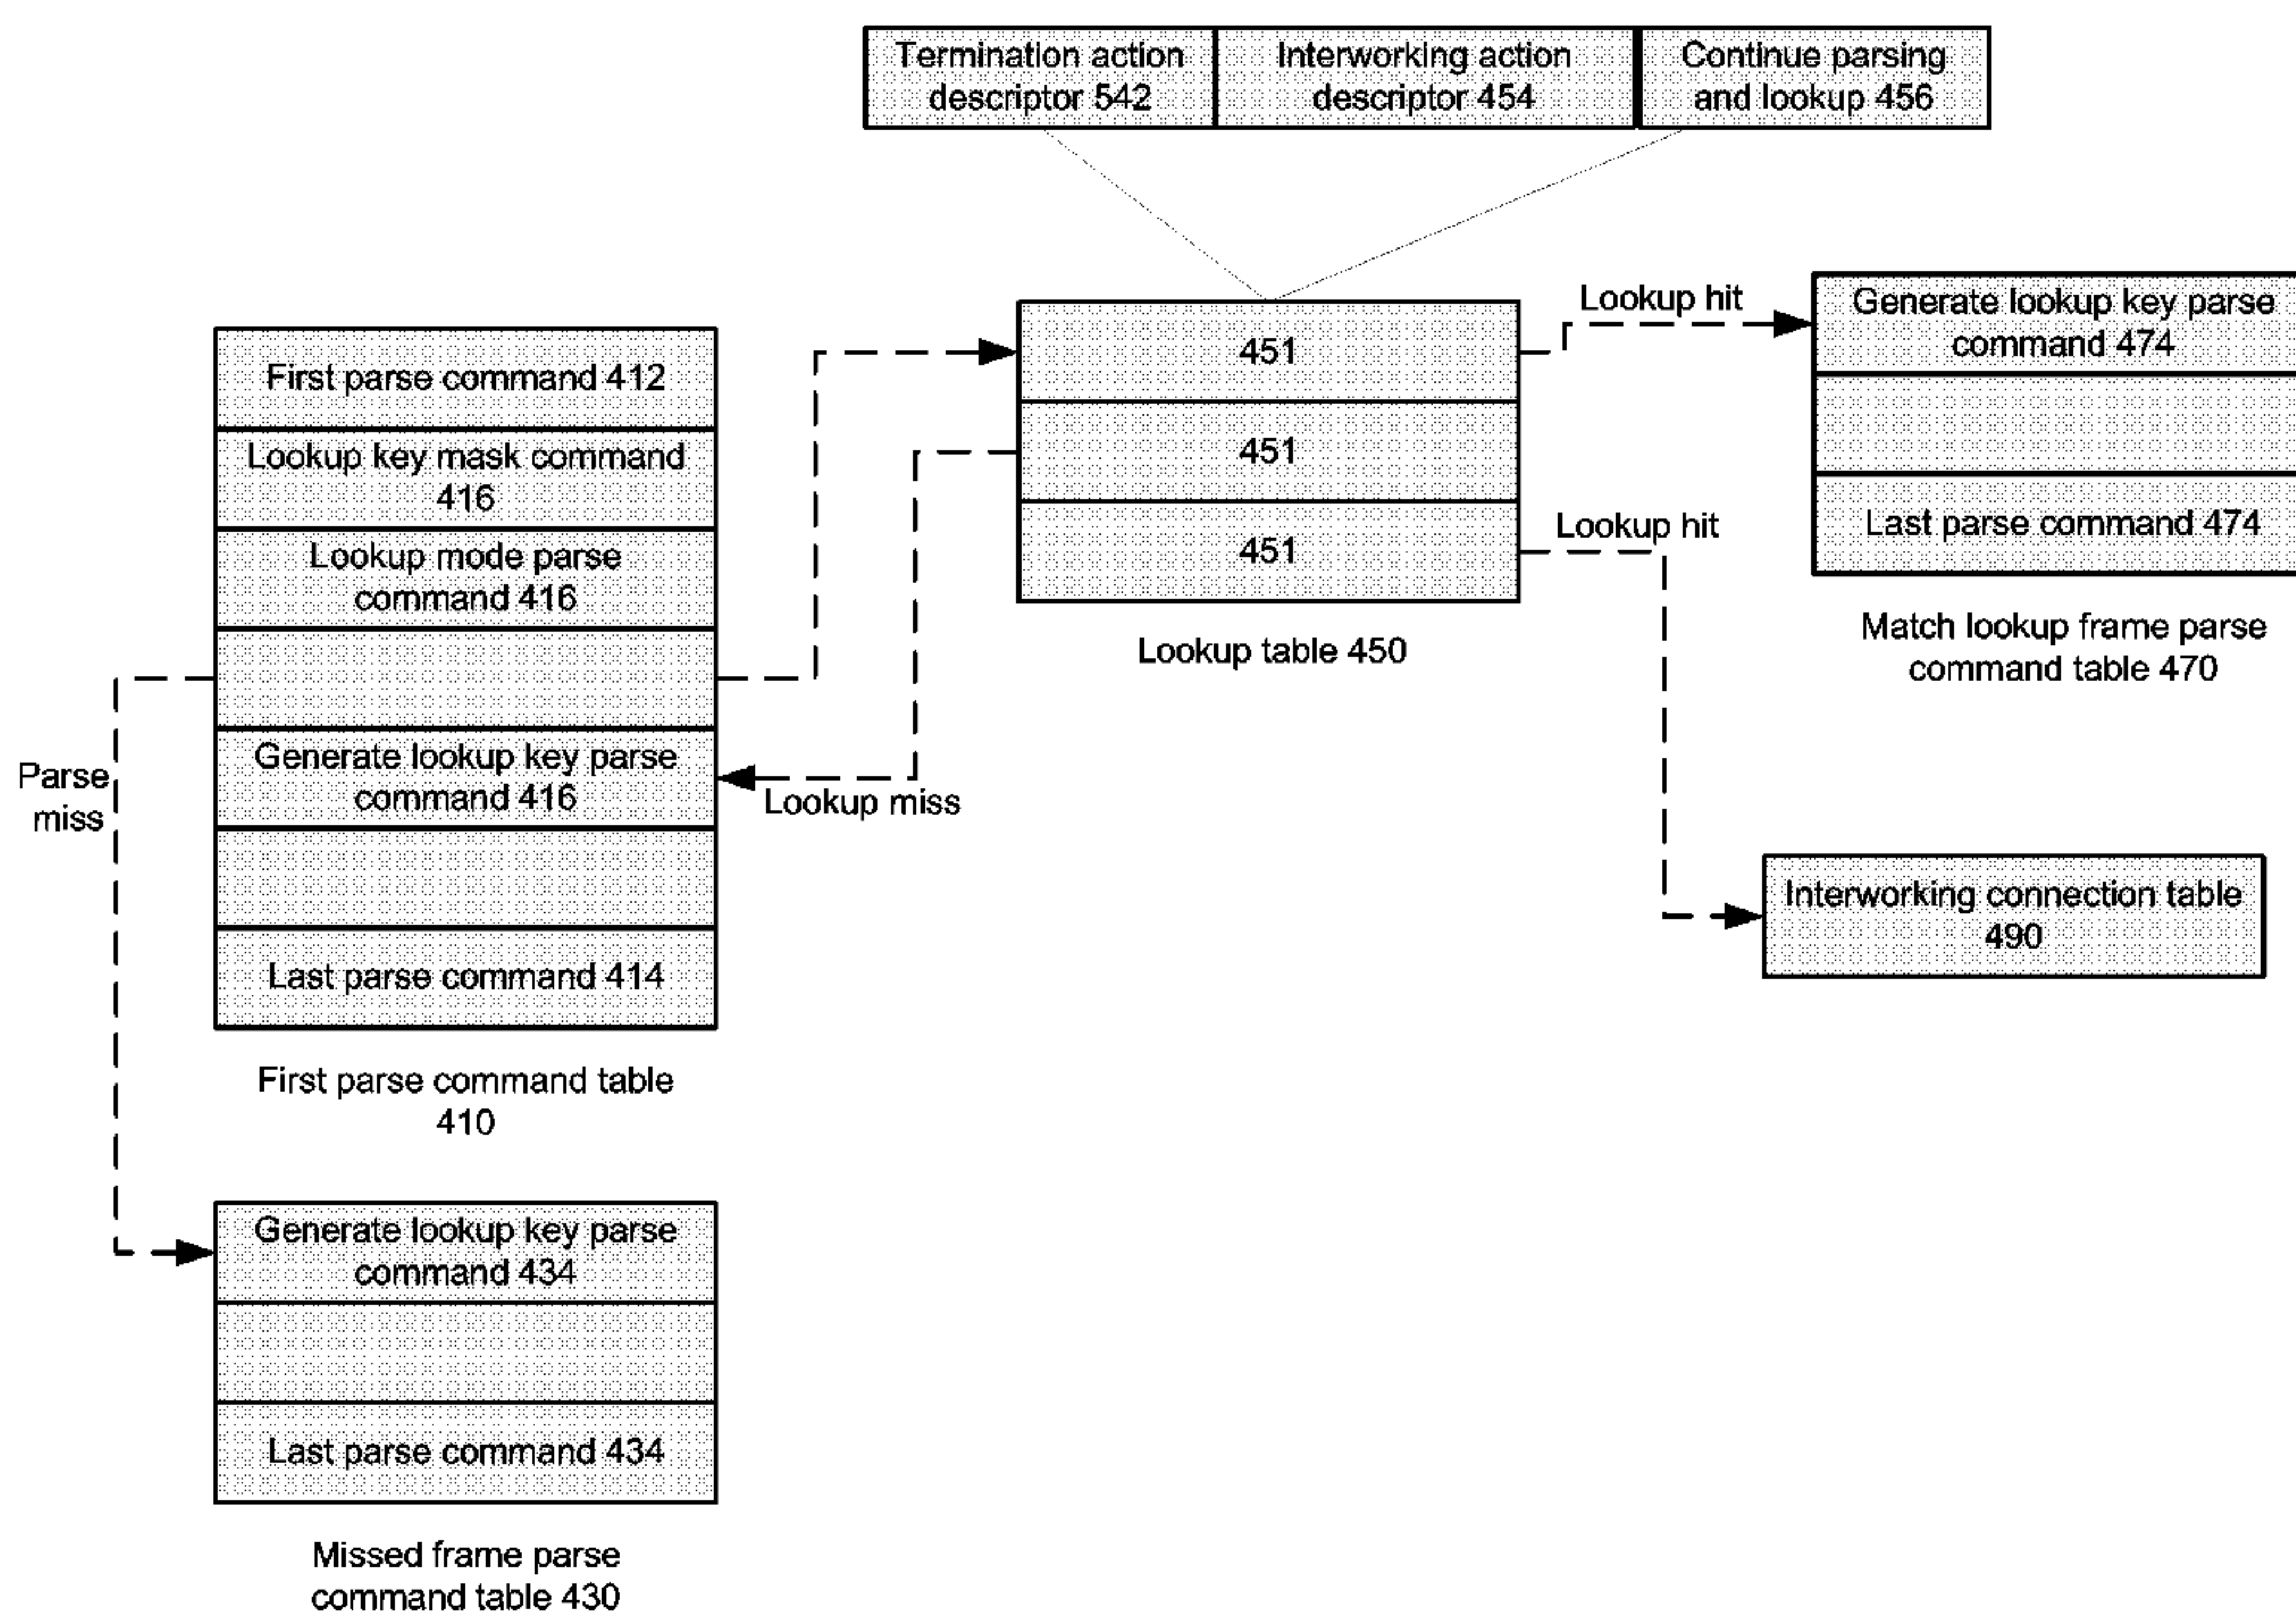 Termination action
descriptor 542
Interworking action
descriptor 454
Continue parsing
and lookup 456
First parse command 412
Lookup key mask command
416
Lookup mode parse
command 416
Generate lookup key parse
command 416
Last parse command 414
First parse command table
410
Parse
miss
Generate lookup key parse
command 434
Last parse command 434
Missed frame parse
command table 430
451
451
451
Lookup table 450
Lookup miss
Lookup hit
Lookup hit
Generate lookup key parse
command 474
Last parse command 474
Match lookup frame parse
command table 470
Interworking connection table
490